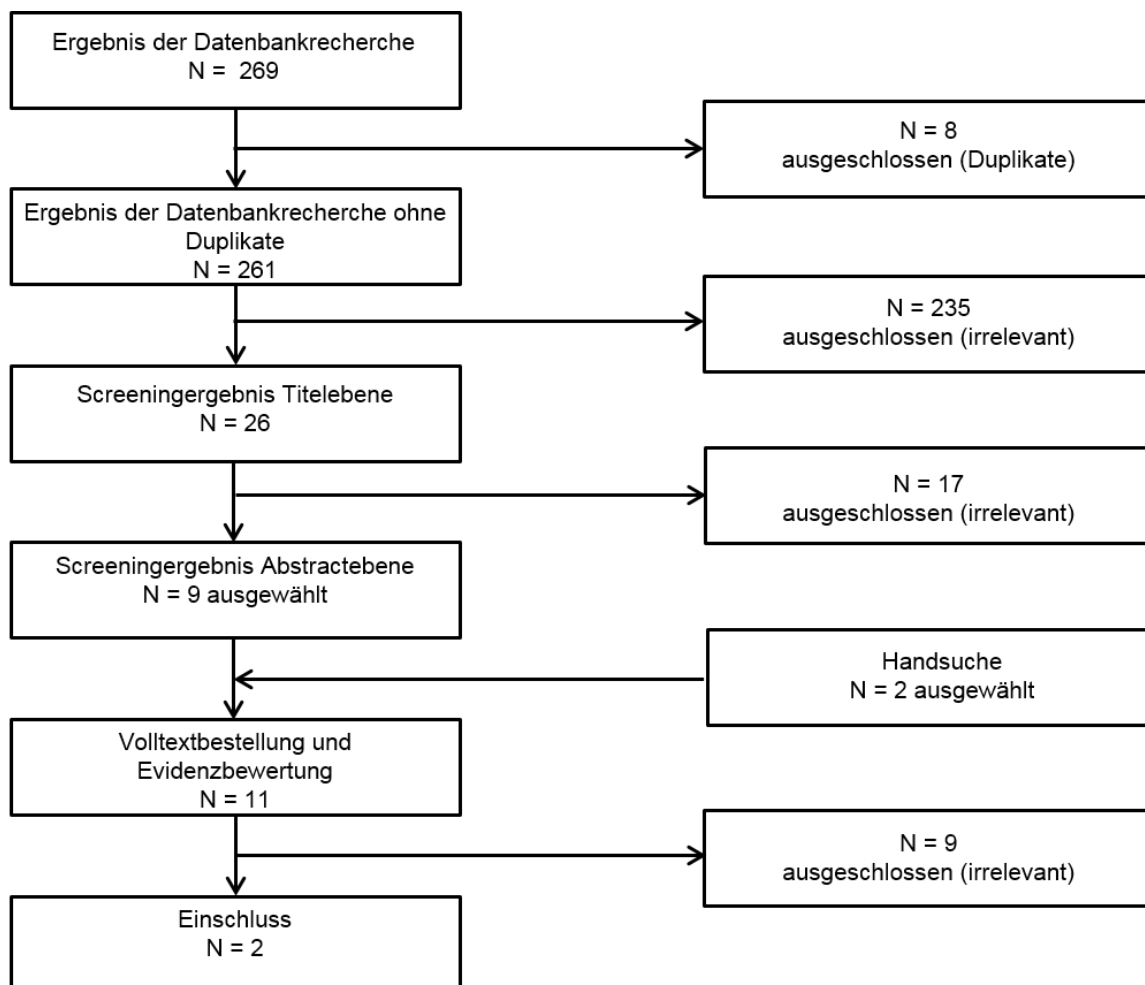 Ergebnis der Datenbankrecherche
N = 269
N = 8
ausgeschlossen (Duplikate)
Ergebnis der Datenbankrecherche ohne
Duplikate
N = 261
N = 235
ausgeschlossen (irrelevant)
Screeningergebnis Titelebene
N = 26
N = 17
ausgeschlossen (irrelevant)
Screeningergebnis Abstractebene
N = 9 ausgewählt
Handsuche
N = 2 ausgewählt
Volltextbestellung und
Evidenzbewertung
N = 11
N = 9
ausgeschlossen (irrelevant)
Einschluss
N = 2